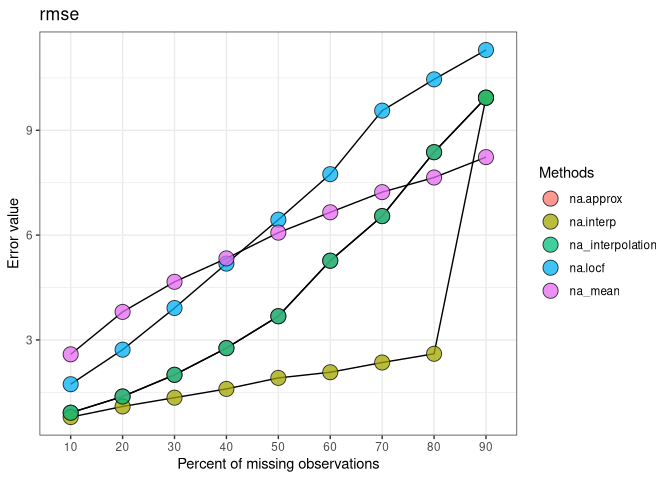 rmse
9
6
3
Error value
10 20 30 40 50 60 70 80 90
Percent of missing observations
Methods
na.approx
na.interp
na_interpolation
na.locf
na_mean